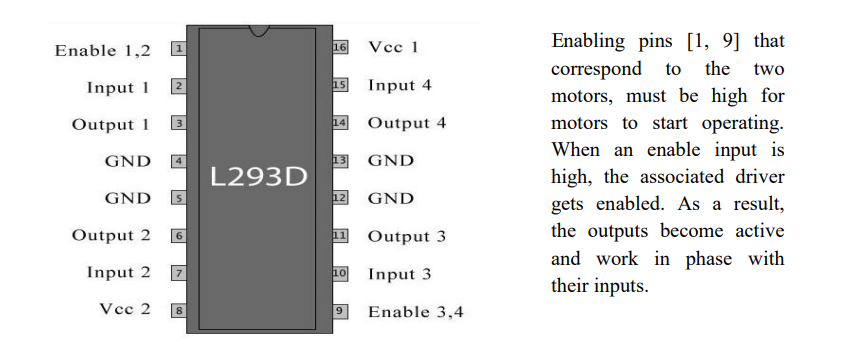 Enable 1,2 1 16 Vcc 1
Input 1 2 15 Input 4
Output 1 3 14 Output 4
GND 4 13 GND
L293D
GND 5 12 GND
Output 2 6 11 Output 3
Input 2 7 10 Input 3
Vcc 2 8 9 Enable 3,4
Enabling pins [1, 9] that
correspond to the two
motors, must be high for
motors to start operating.
When an enable input is
high, the associated driver
gets enabled. As a result,
the outputs become active
and work in phase with
their inputs.